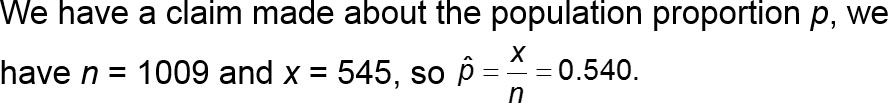 We have a claim made about the population proportion p, we
have n = 1009 and x = 545, so p̂ = x/n = 0.540.